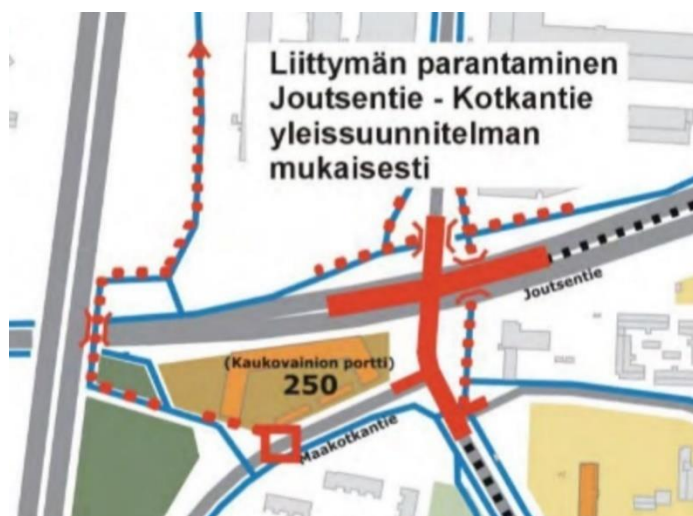 Liittymän parantaminen
Joutsentie - Kotkantie
yleissuunnitelman
mukaisesti
Joutsentie
(Kaukovainion portti)
250
Maakotkantie